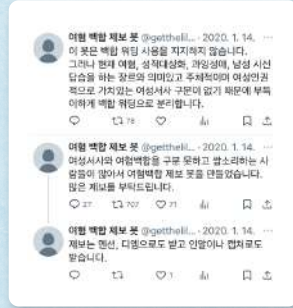 여혐 백합 제보 봇 @getthelil... · 2020. 1. 14.
이 봇은 백합 워딩 사용을 지지하지 않습니다.
그러나 현재 여혐, 성적대상화, 과잉성애, 남성 시선
답습을 하는 장르와 의미있고 주체적이며 여성인권
적으로 가치있는 여성서사 구분이 없기 때문에 부득
이하게 백합 워딩으로 분리합니다.
78
여혐 백합 제보 봇 @getthelil... · 2020. 1. 14.
여성서사와 여혐백합을 구분 못하고 쌉소리하는 사
람들이 많아서 여혐백합 제보 봇을 만들었습니다.
많은 제보를 부탁드립니다.
27 707 71
여혐 백합 제보 봇 @getthelil... · 2020. 1. 14.
제보는 멘션, 디엠으로도 받고 인알이나 캡쳐로도
받습니다.
1